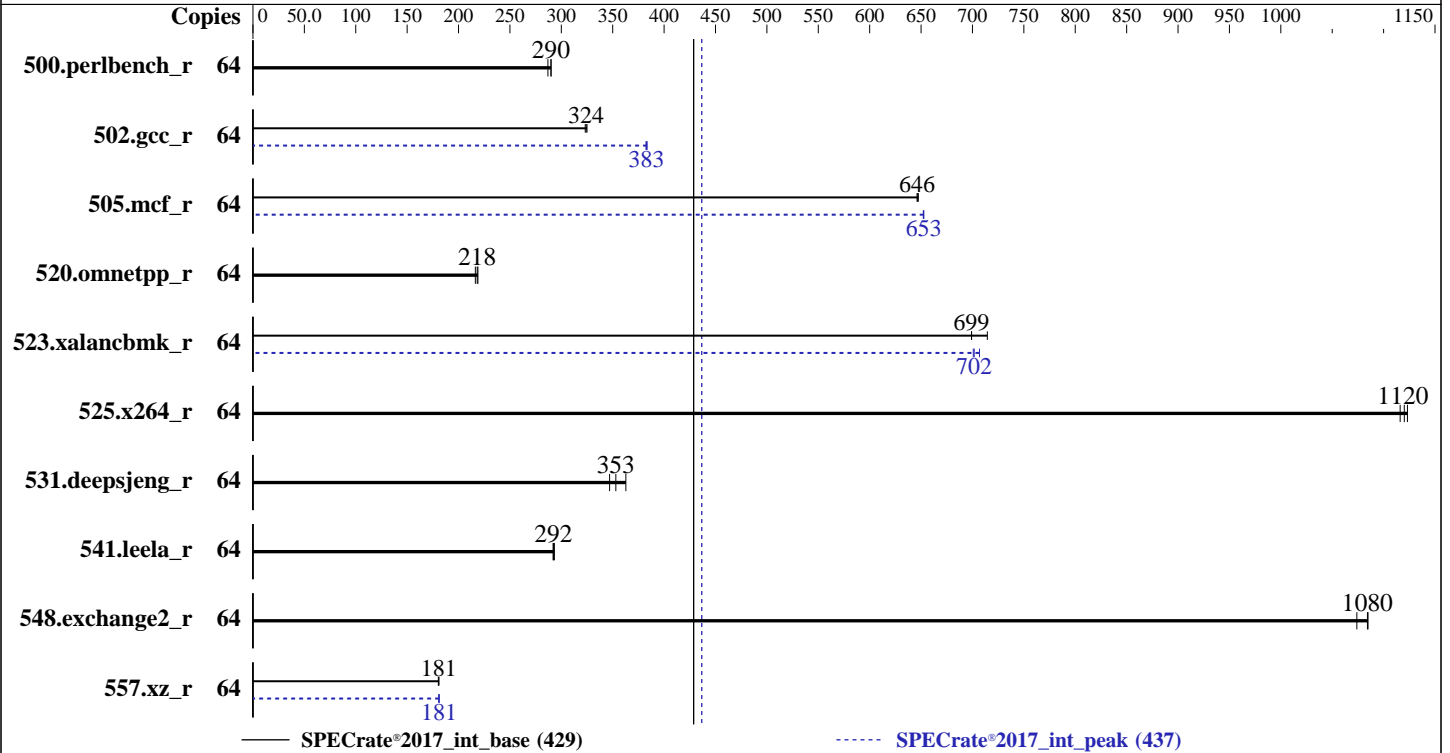 Copies 0 50.0 100 150 200 250 300 350 400 450 500 550 600 650 700 750 800 850 900 950 1000 1150
290
500.perlbench_r 64
324
502.gcc_r 64
383
646
505.mcf_r 64
653
218
520.omnetpp_r 64
699
523.xalancbmk_r 64
702
1120
525.x264_r 64
353
531.deepsjeng_r 64
292
541.leela_r 64
1080
548.exchange2_r 64
181
557.xz_r 64
181
SPECrate®2017_int_base (429) SPECrate®2017_int_peak (437)